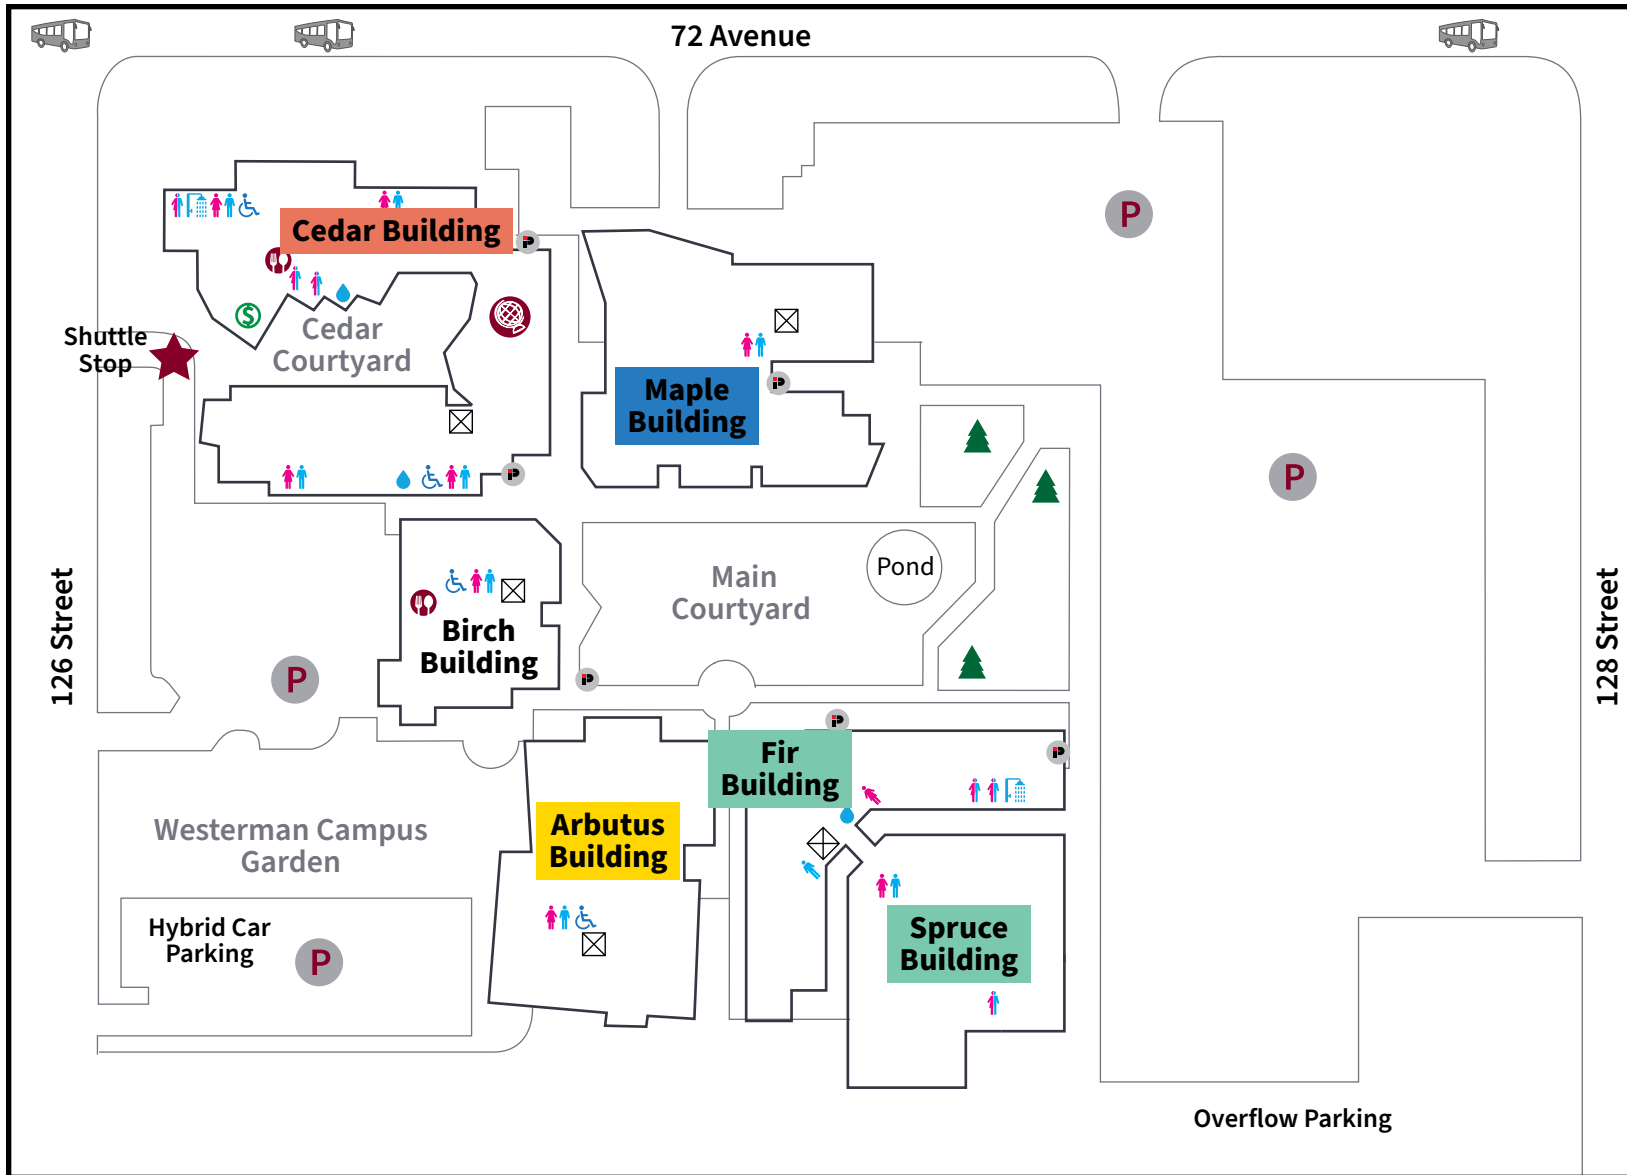 72 Avenue
Cedar Building
$
Cedar
Courtyard
Shuttle
Stop
Maple
Building
P
P
126 Street
128 Street
Main
Courtyard
Pond
Birch
Building
P
Fir
Building
Arbutus
Building
Westerman Campus
Garden
Hybrid Car
Parking
P
Spruce
Building
Overflow Parking